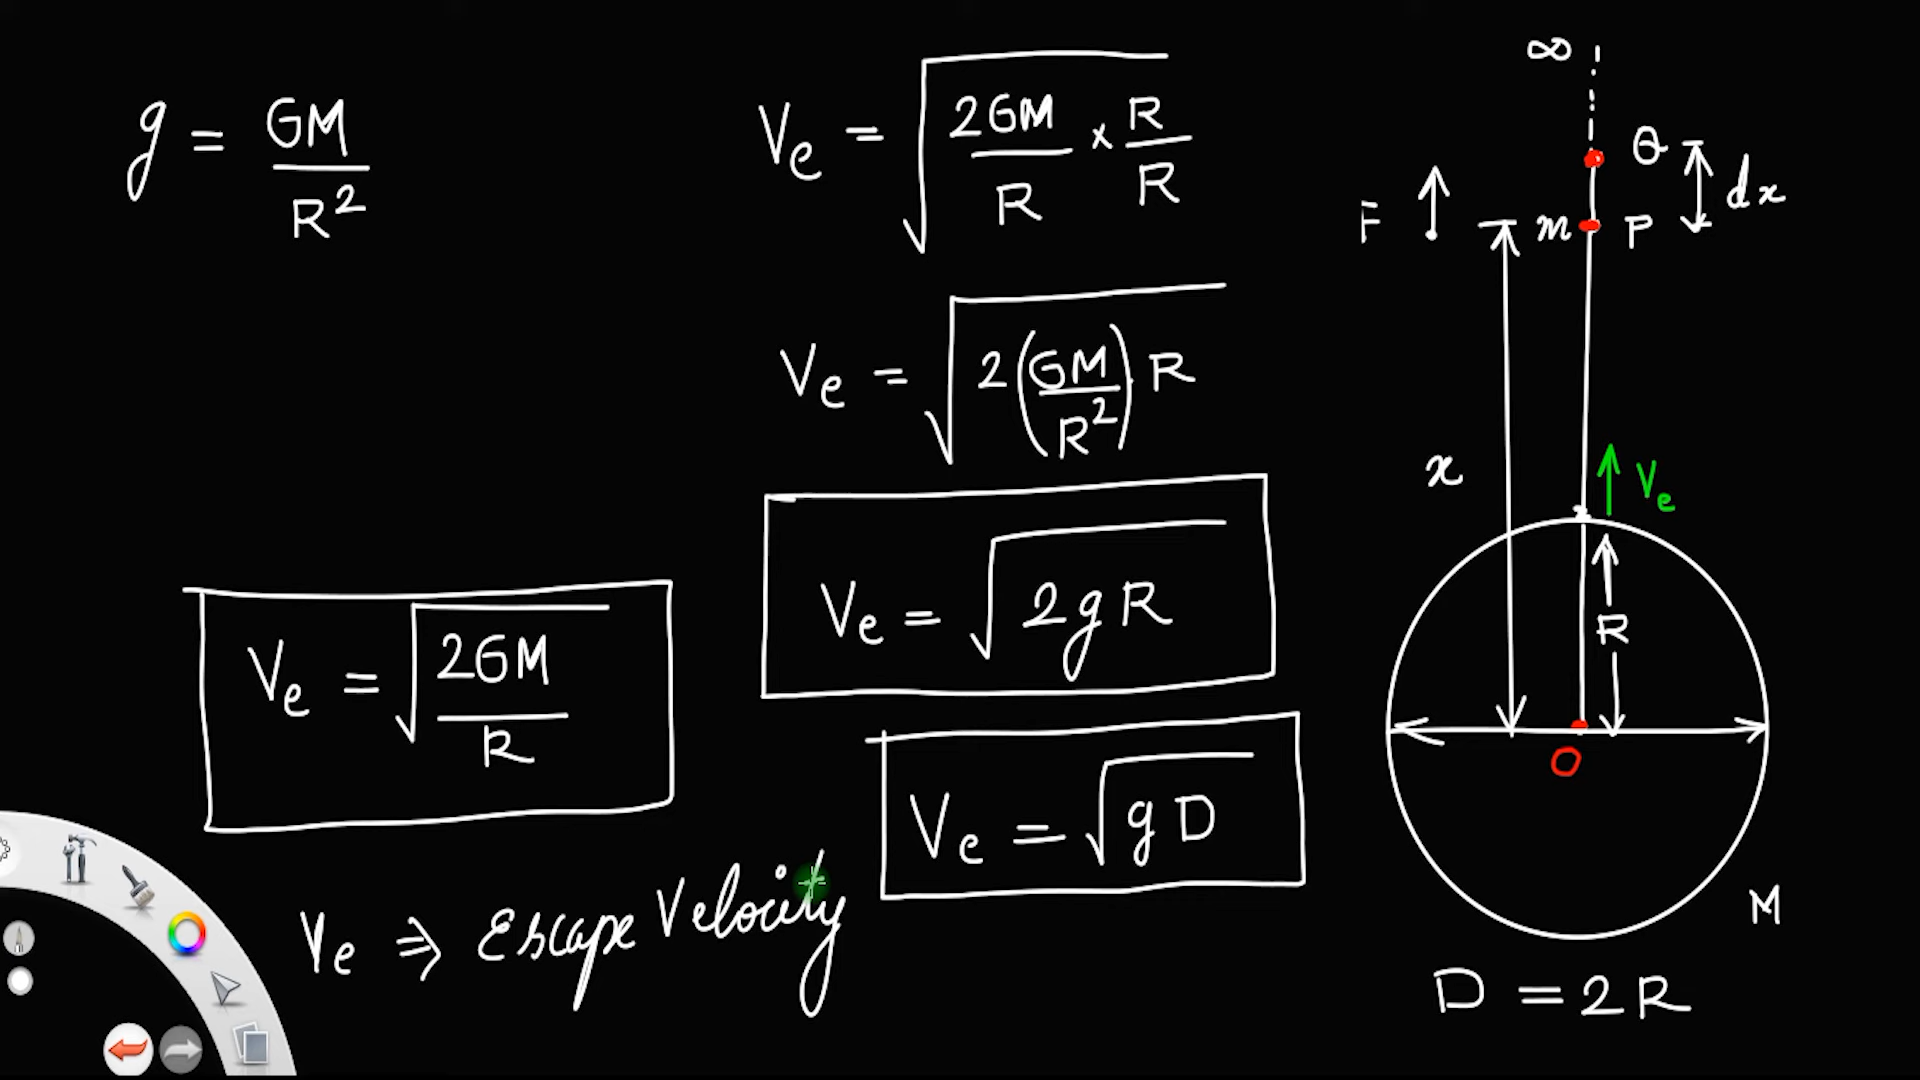 g = GM / R²
Ve = √(2GM / R × R / R)
Ve = √(2(GM / R²) R)
Ve = √(2gR)
Ve = √(2GM / R)
Ve = √(gD)
Ve ⇒ Escape Velocity
∞
Q
dx
F
m
P
x
Ve
R
O
M
D = 2R